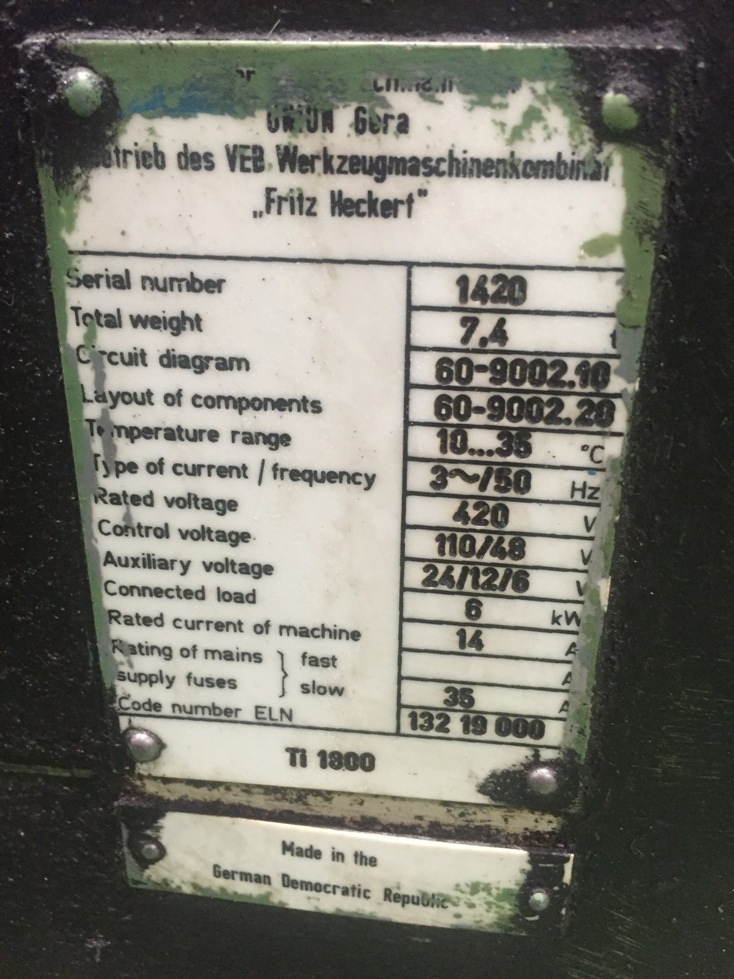 UNION Gera
Betrieb des VEB Werkzeugmaschinenkombinat
„Fritz Heckert"
Serial number 1420
Total weight 7,4 t
Circuit diagram 60-9002.10
Layout of components 60-9002.20
Temperature range 10...35 °C
Type of current / frequency 3~/50 Hz
Rated voltage 420 V
Control voltage 110/48 V
Auxiliary voltage 24/12/6 V
Connected load 6 kW
Rated current of machine 14 A
Rating of mains } fast A
supply fuses } slow 35 A
Code number ELN 132 19 000
Ti 1800
Made in the
German Democratic Republic